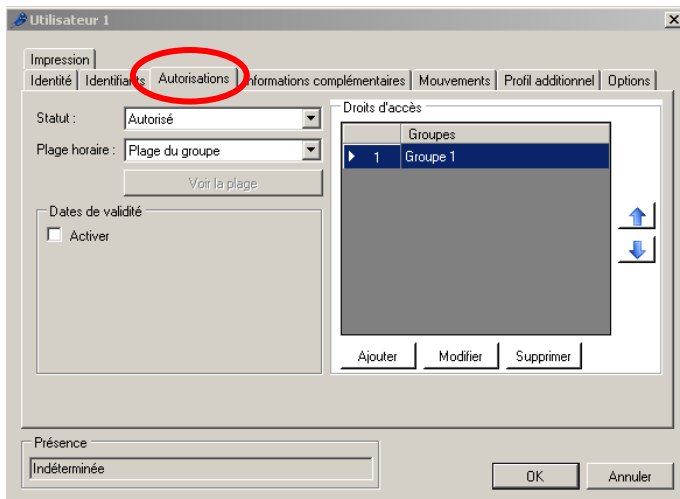 Utilisateur 1
Impression
Identité Identifiants Autorisations Informations complémentaires Mouvements Profil additionnel Options
Statut : Autorisé
Plage horaire : Plage du groupe
Voir la plage
Dates de validité
Activer
Droits d'accès
Groupes
1 Groupe 1
Ajouter Modifier Supprimer
Présence
Indéterminée
OK Annuler